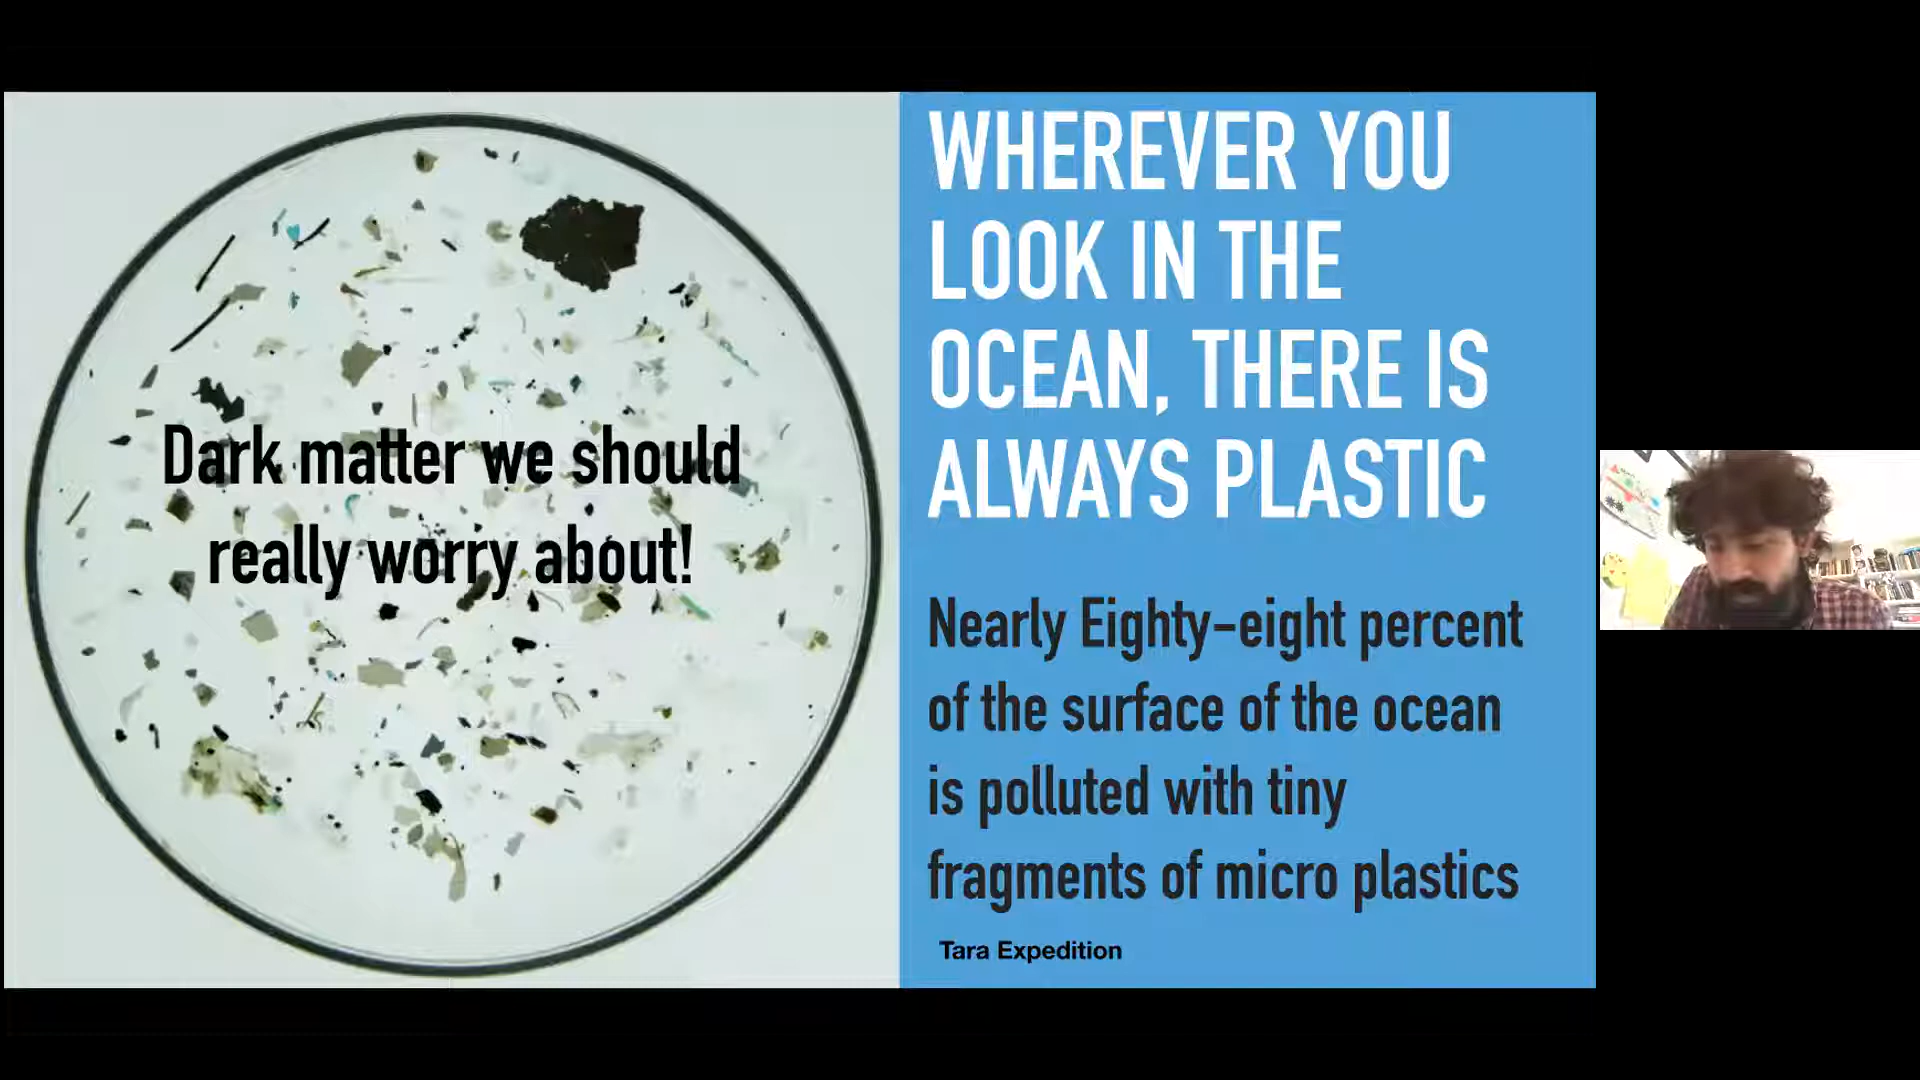 Dark matter we should
really worry about!
WHEREVER YOU
LOOK IN THE
OCEAN, THERE IS
ALWAYS PLASTIC
Nearly Eighty-eight percent
of the surface of the ocean
is polluted with tiny
fragments of micro plastics
Tara Expedition